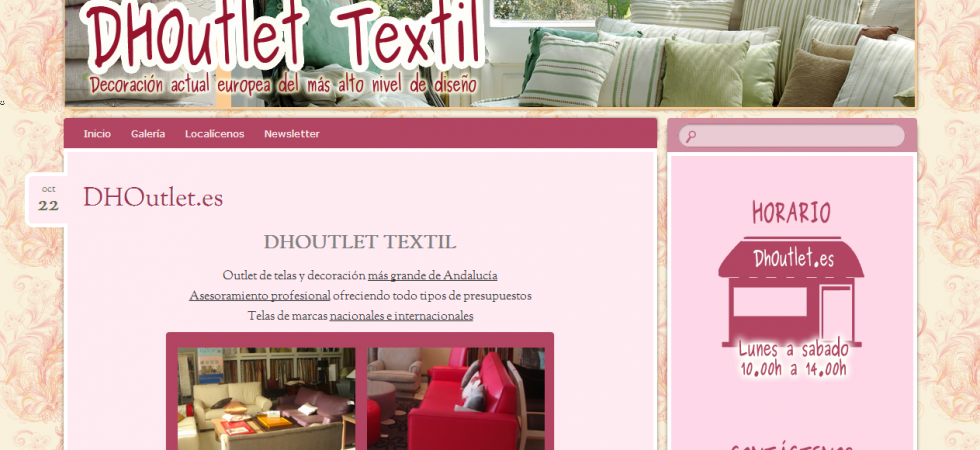 DHOutlet Textil
Decoración actual europea del más alto nivel de diseño
Inicio Galería Localícenos Newsletter
oct
22
DHOutlet.es
DHOUTLET TEXTIL
Outlet de telas y decoración más grande de Andalucía
Asesoramiento profesional ofreciendo todo tipos de presupuestos
Telas de marcas nacionales e internacionales
HORARIO
DhOutlet.es
Lunes a sabado
10.00h a 14.00h